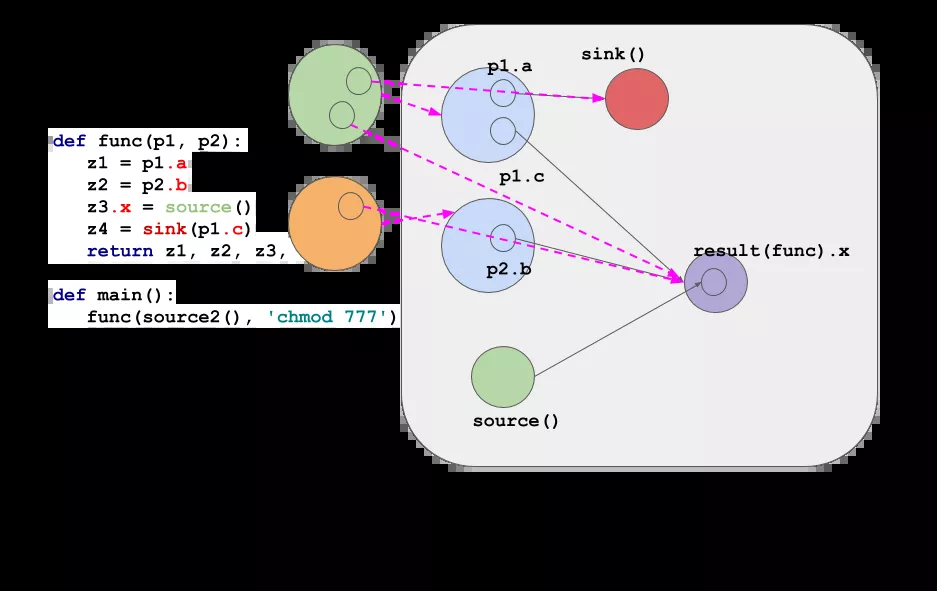 def func(p1, p2):
    z1 = p1.a
    z2 = p2.b
    z3.x = source()
    z4 = sink(p1.c)
    return z1, z2, z3,
def main():
    func(source2(), 'chmod 777')
sink()
p1.a
p1.c
p2.b
result(func).x
source()